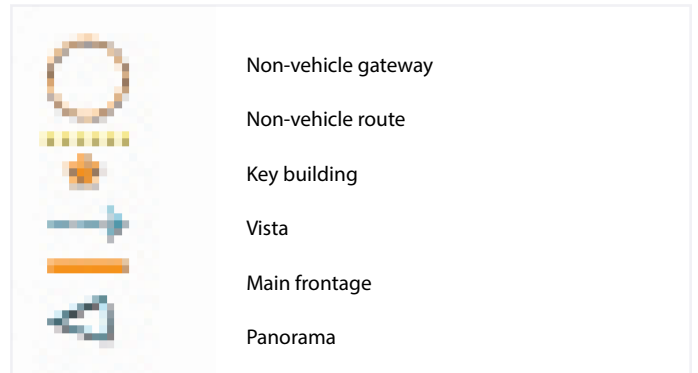 Non-vehicle gateway
Non-vehicle route
Key building
Vista
Main frontage
Panorama